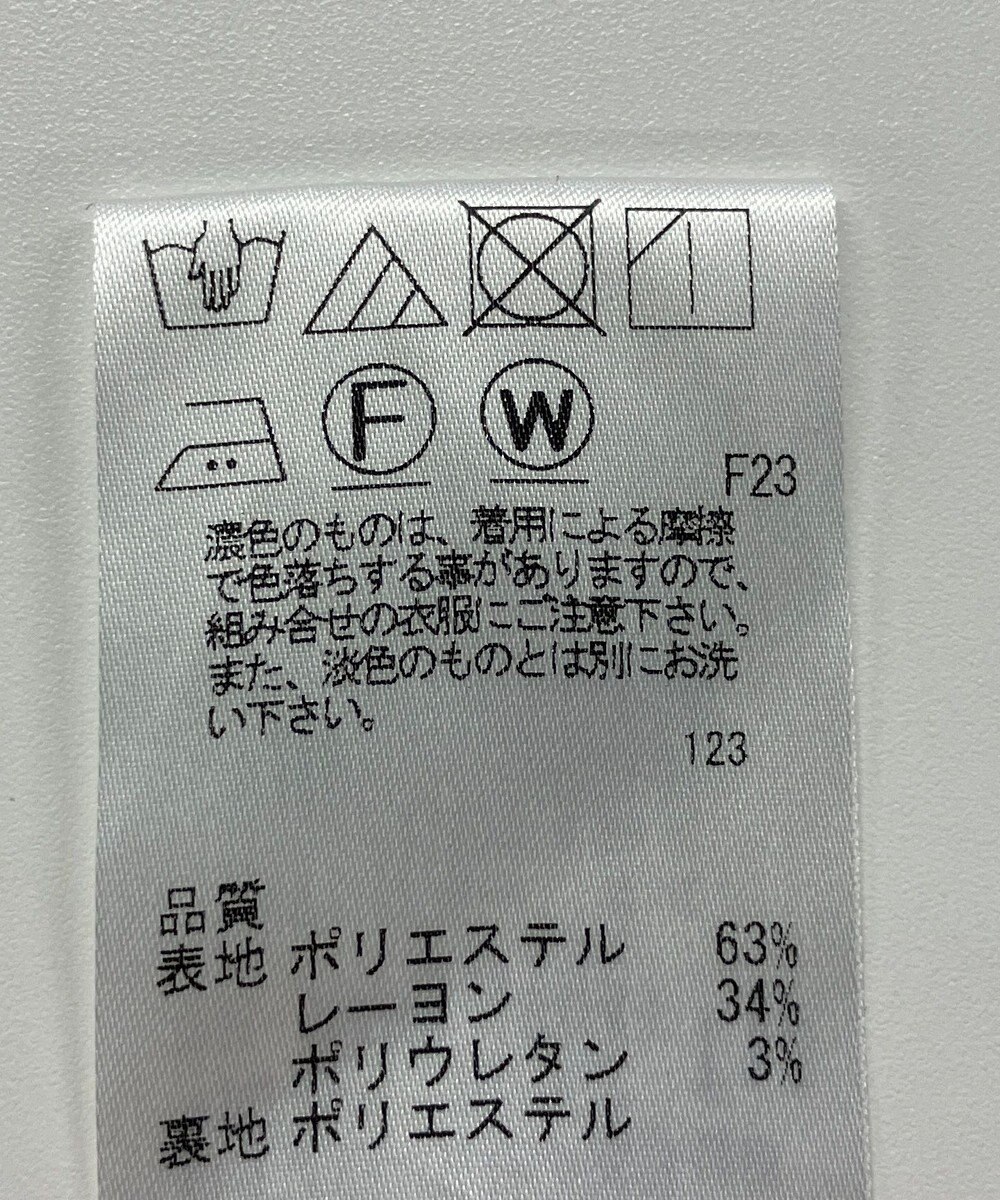 F W
F23
濃色のものは、着用による摩擦
で色落ちする事がありますので、
組み合せの衣服にご注意下さい。
また、淡色のものとは別にお洗
い下さい。
123
品質
表地 ポリエステル 63%
レーヨン 34%
ポリウレタン 3%
裏地 ポリエステル